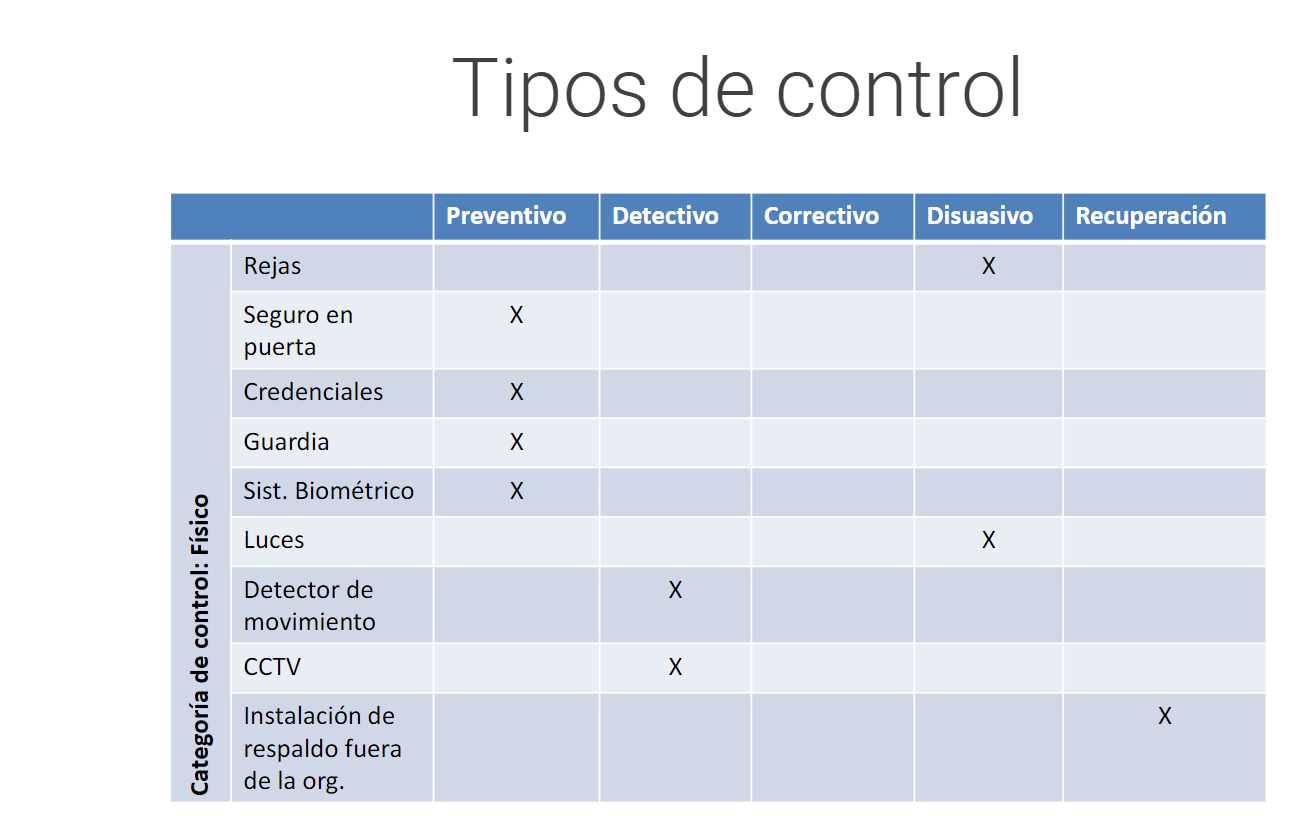 Tipos de control
Preventivo Detectivo Correctivo Disuasivo Recuperación
Categoría de control: Físico
Rejas X
Seguro en X
puerta
Credenciales X
Guardia X
Sist. Biométrico X
Luces X
Detector de X
movimiento
CCTV X
Instalación de X
respaldo fuera
de la org.